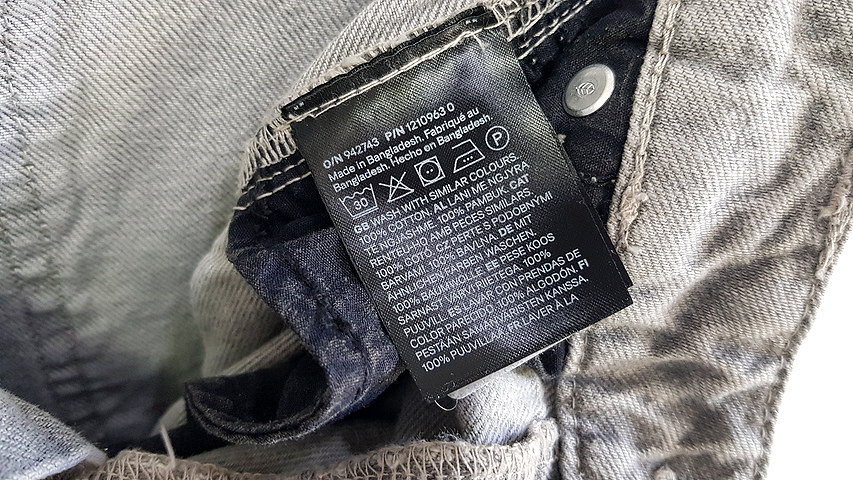 O/N 942743 P/N 1210963 0
Made in Bangladesh. Fabriqué au
Bangladesh. Hecho en Bangladesh.
30 P
GB WASH WITH SIMILAR COLOURS.
100% COTTON. AL LANI ME NGJYRA
TË NGJASHME. 100% PAMBUK. CAT
RENTEU-HO AMB PECES SIMILARS.
100% COTÓ. CZ PERTE S PODOBNÝMI
BARVAMI. 100% BAVLNA. DE MIT
ÄHNLICHEN FARBEN WASCHEN.
100% BAUMWOLLE. EE PESE KOOS
SARNAST VÄRVI RIETEGA. 100%
PUUVILL. ES LAVAR CON PRENDAS DE
COLOR PARECIDO. 100% ALGODÓN. FI
PESTÄÄN SAMANVÄRISTEN KANSSA.
100% PUUVILLAA. FR LAVER À LA